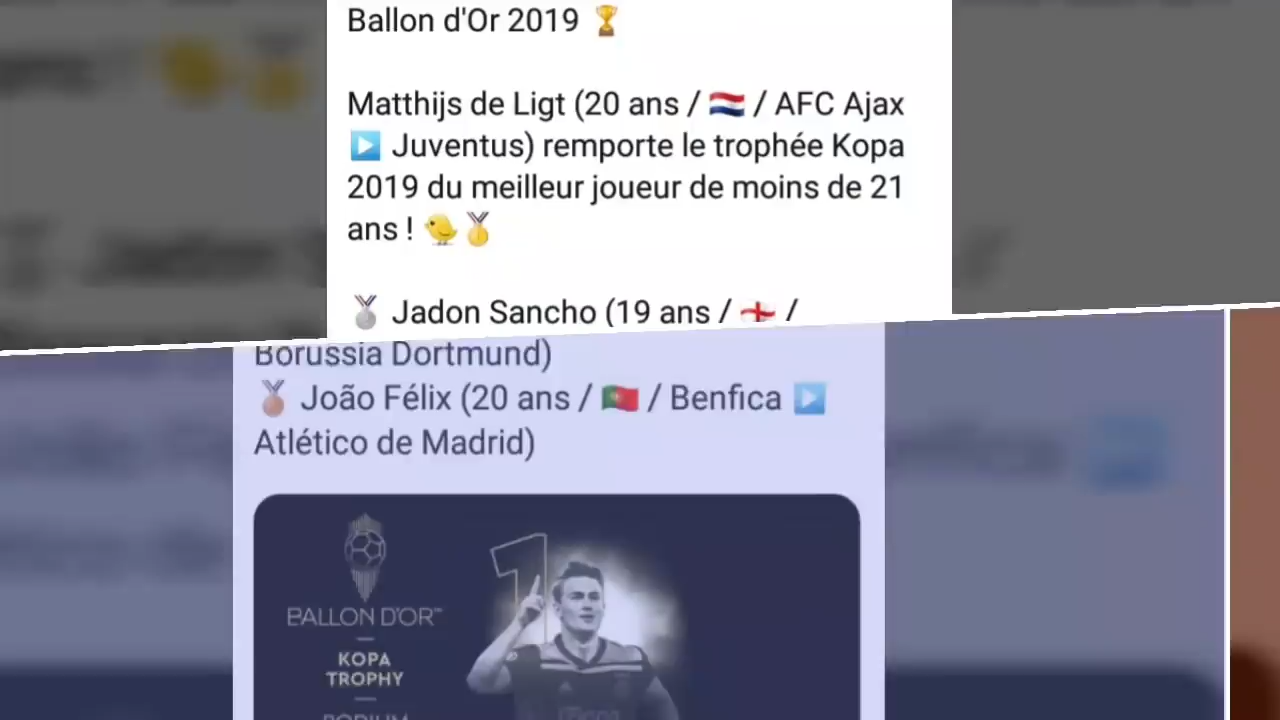 Ballon d'Or 2019 🏆
Matthijs de Ligt (20 ans / 🇳🇱 / AFC Ajax
▶️ Juventus) remporte le trophée Kopa
2019 du meilleur joueur de moins de 21
ans ! 🐤🥇
🥈 Jadon Sancho (19 ans / 🏴󠁧󠁢󠁥󠁮󠁧󠁿 /
Borussia Dortmund)
🥉 João Félix (20 ans / 🇵🇹 / Benfica ▶️
Atlético de Madrid)
1
BALLON D'OR™
KOPA
TROPHY
PODIUM